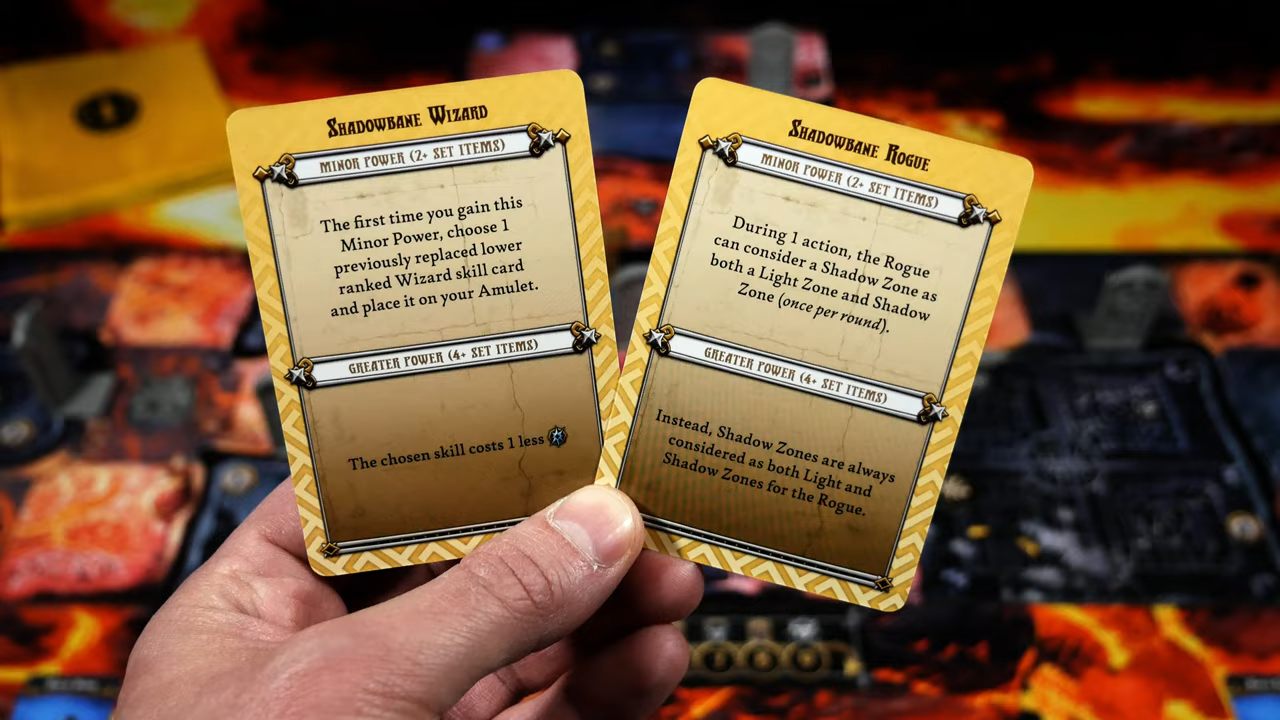 Shadowbane Wizard
Minor Power (2+ Set Items)
The first time you gain this
Minor Power, choose 1
previously replaced lower
ranked Wizard skill card
and place it on your Amulet.
Greater Power (4+ Set Items)
The chosen skill costs 1 less
Shadowbane Rogue
Minor Power (2+ Set Items)
During 1 action, the Rogue
can consider a Shadow Zone as
both a Light Zone and Shadow
Zone (once per round).
Greater Power (4+ Set Items)
Instead, Shadow Zones are always
considered as both Light and
Shadow Zones for the Rogue.